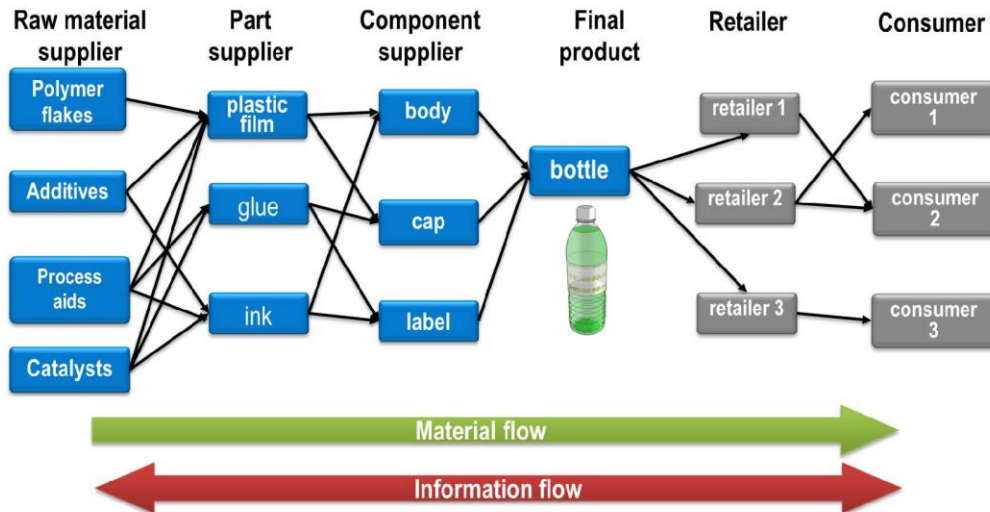 Raw material
supplier
Part
supplier
Component
supplier
Final
product
Retailer
Consumer
Polymer
flakes
Additives
Process
aids
Catalysts
plastic
film
glue
ink
body
cap
label
bottle
retailer 1
retailer 2
retailer 3
consumer
1
consumer
2
consumer
3
Material flow
Information flow